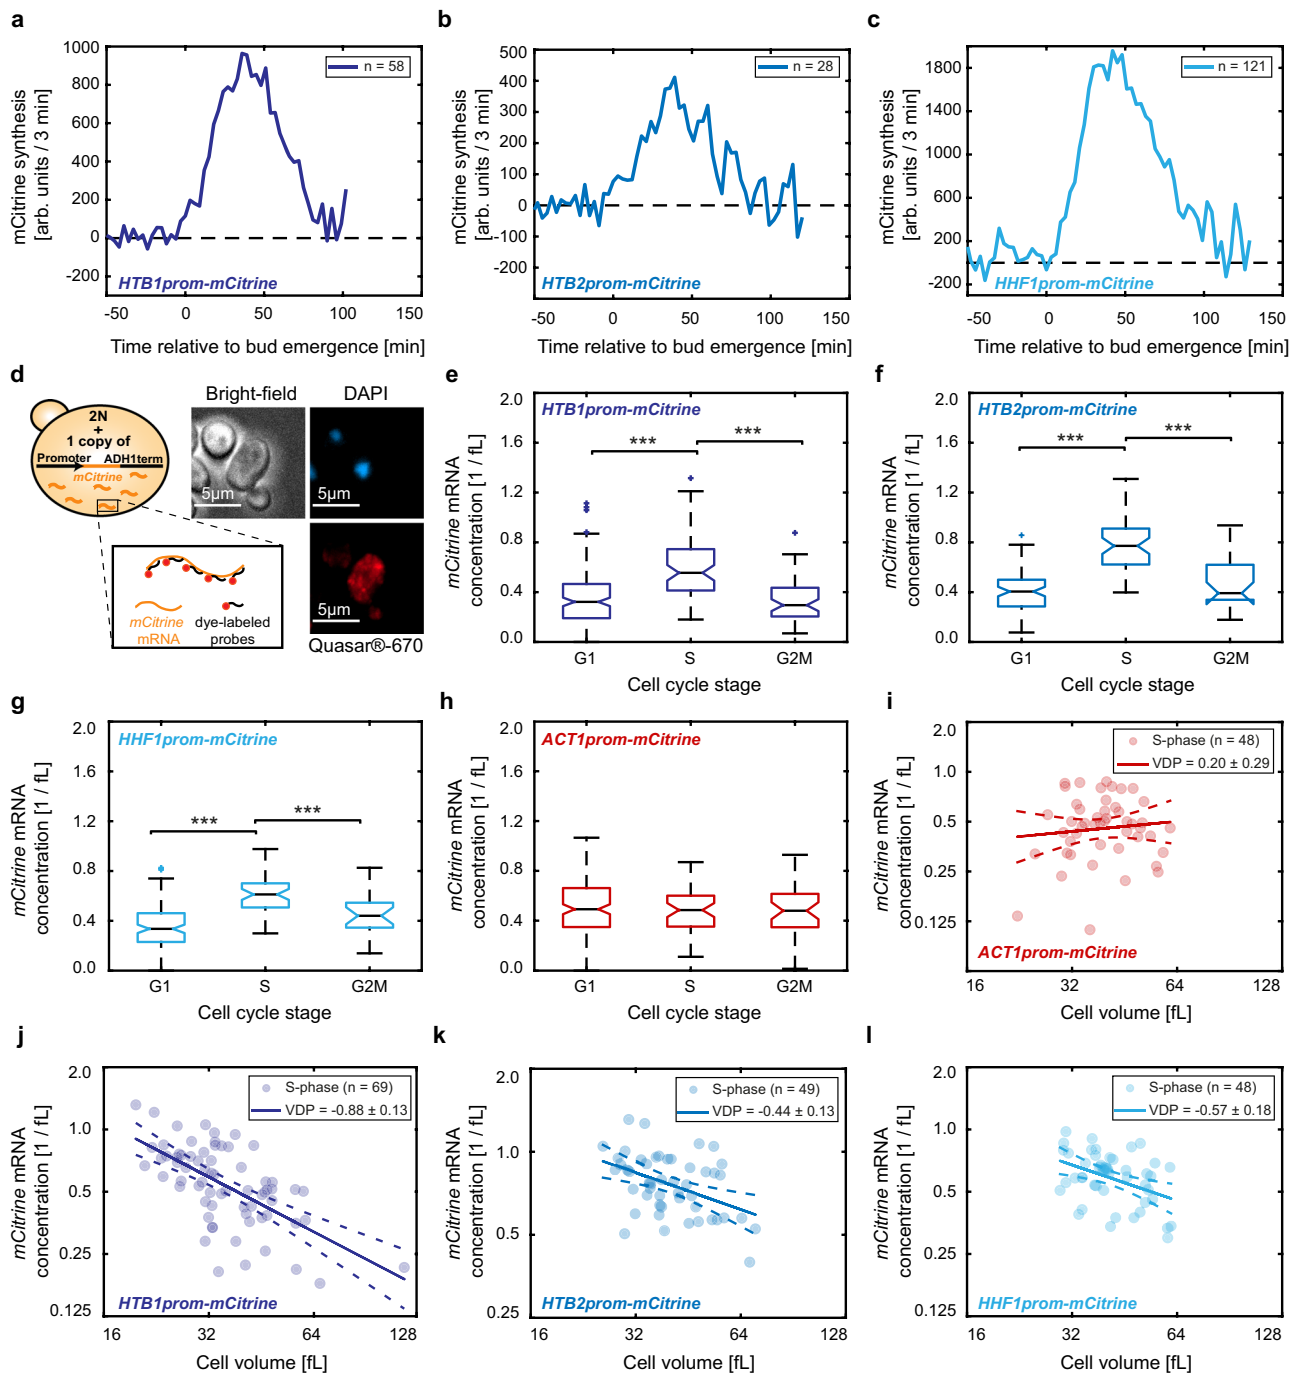 a
mCitrine synthesis
[arb. units / 3 min]
1000
800
600
400
200
0
-200
n = 58
HTB1prom-mCitrine
-50 0 50 100 150
Time relative to bud emergence [min]
b
mCitrine synthesis
[arb. units / 3 min]
500
400
300
200
100
0
-100
-200
n = 28
HTB2prom-mCitrine
-50 0 50 100 150
Time relative to bud emergence [min]
c
mCitrine synthesis
[arb. units / 3 min]
1800
1400
1000
600
200
-200
n = 121
HHF1prom-mCitrine
-50 0 50 100 150
Time relative to bud emergence [min]
d
2N
+
1 copy of
Promoter ADH1term
mCitrine
mCitrine
mRNA
dye-labeled
probes
Bright-field
5µm
DAPI
5µm
5µm
Quasar®-670
e
mCitrine mRNA
concentration [1 / fL]
2.0
1.6
1.2
0.8
0.4
0.0
HTB1prom-mCitrine
*** ***
G1 S G2M
Cell cycle stage
f
mCitrine mRNA
concentration [1 / fL]
2.0
1.6
1.2
0.8
0.4
0.0
HTB2prom-mCitrine
*** ***
G1 S G2M
Cell cycle stage
g
mCitrine mRNA
concentration [1 / fL]
2.0
1.6
1.2
0.8
0.4
0.0
HHF1prom-mCitrine
*** ***
G1 S G2M
Cell cycle stage
h
mCitrine mRNA
concentration [1 / fL]
2.0
1.6
1.2
0.8
0.4
0.0
ACT1prom-mCitrine
G1 S G2M
Cell cycle stage
i
mCitrine mRNA
concentration [1 / fL]
2.0
1.0
0.5
0.25
0.125
S-phase (n = 48)
VDP = 0.20 ± 0.29
ACT1prom-mCitrine
16 32 64 128
Cell volume [fL]
j
mCitrine mRNA
concentration [1 / fL]
2.0
1.0
0.5
0.25
0.125
S-phase (n = 69)
VDP = -0.88 ± 0.13
HTB1prom-mCitrine
16 32 64 128
Cell volume [fL]
k
mCitrine mRNA
concentration [1 / fL]
2.0
1.0
0.5
0.25
S-phase (n = 49)
VDP = -0.44 ± 0.13
HTB2prom-mCitrine
16 32 64 128
Cell volume [fL]
l
mCitrine mRNA
concentration [1 / fL]
2.0
1.0
0.5
0.25
0.125
S-phase (n = 48)
VDP = -0.57 ± 0.18
HHF1prom-mCitrine
16 32 64 128
Cell volume [fL]